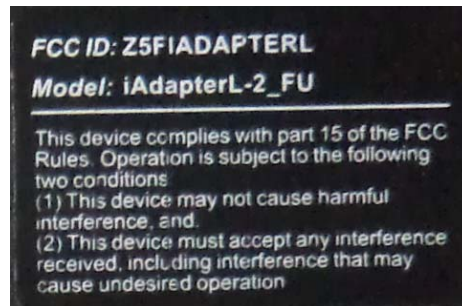 FCC ID: Z5FIADAPTERL
Model: iAdapterL-2_FU
This device complies with part 15 of the FCC
Rules. Operation is subject to the following
two conditions
(1) This device may not cause harmful
interference, and.
(2) This device must accept any interference
received, including interference that may
cause undesired operation